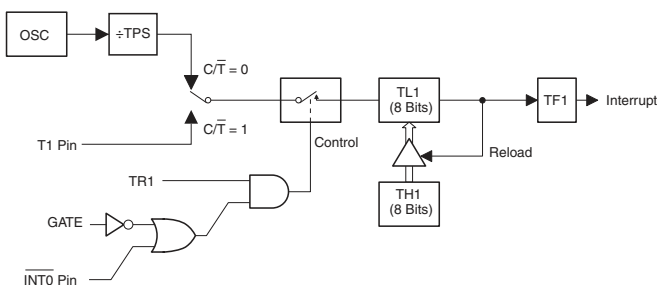 OSC
÷TPS
C/T̅ = 0
C/T̅ = 1
T1 Pin
TL1
(8 Bits)
TF1
Interrupt
Control
Reload
TR1
TH1
(8 Bits)
GATE
I̅N̅T̅0̅ Pin